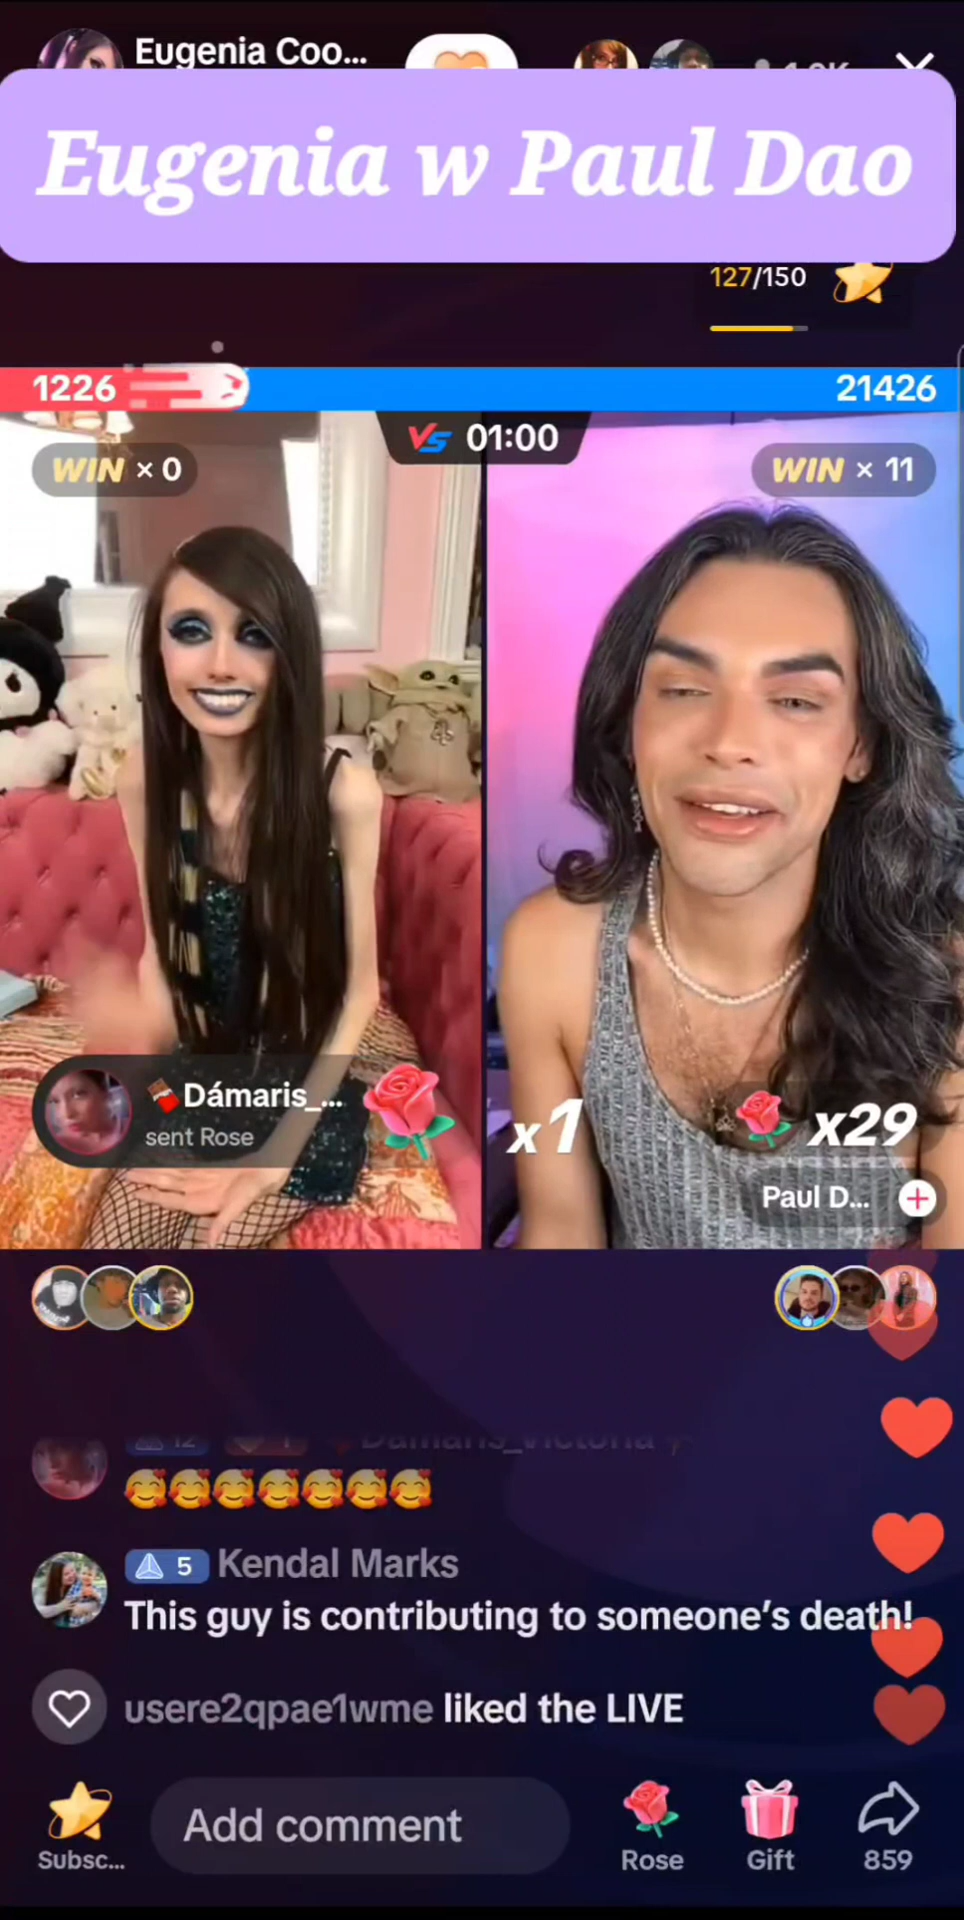 Eugenia Coo...
Eugenia w Paul Dao
127/150
1226
21426
VS 01:00
WIN × 0
WIN × 11
Dámaris_...
sent Rose
x1
x29
Paul D...
Damaris_Victoria
🥰🥰🥰🥰🥰🥰🥰
5 Kendal Marks
This guy is contributing to someone's death!
usere2qpae1wme liked the LIVE
Add comment
Subsc...
Rose
Gift
859